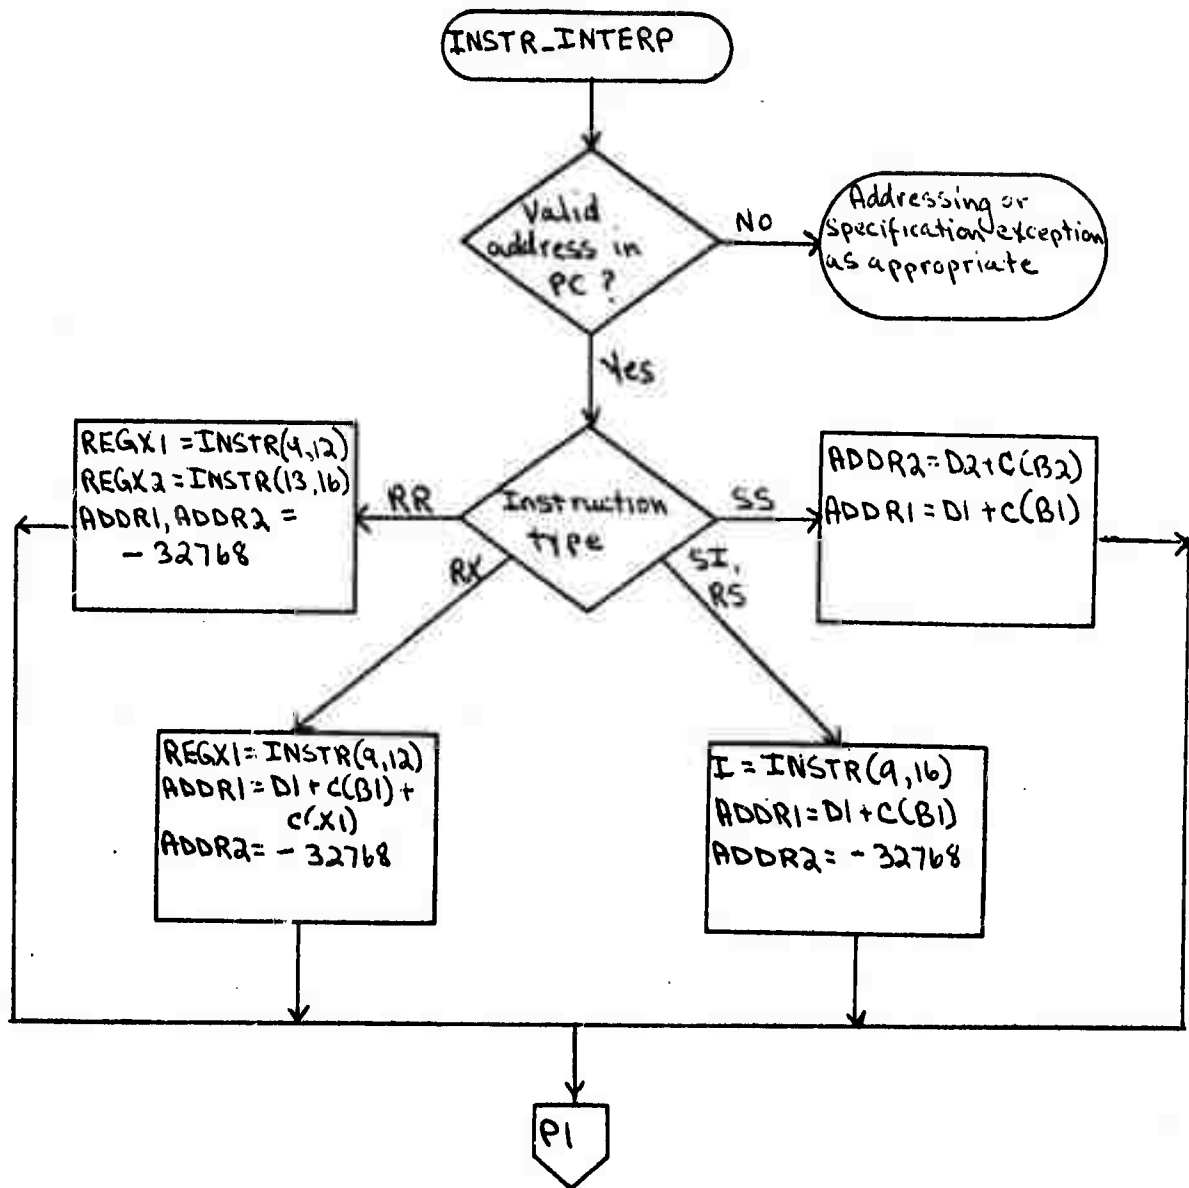 INSTR_INTERP
Valid
address in
PC?
NO
Addressing or
specification exception
as appropriate
Yes
REGX1 = INSTR(9,12)
REGX2 = INSTR(13,16)
ADDR1, ADDR2 =
- 32768
RR
Instruction
type
SS
ADDR2 = D2 + C(B2)
ADDR1 = D1 + C(B1)
RX
SI,
RS
REGX1 = INSTR(9,12)
ADDR1 = D1 + C(B1) +
C(X1)
ADDR2 = - 32768
I = INSTR(9,16)
ADDR1 = D1 + C(B1)
ADDR2 = - 32768
P1